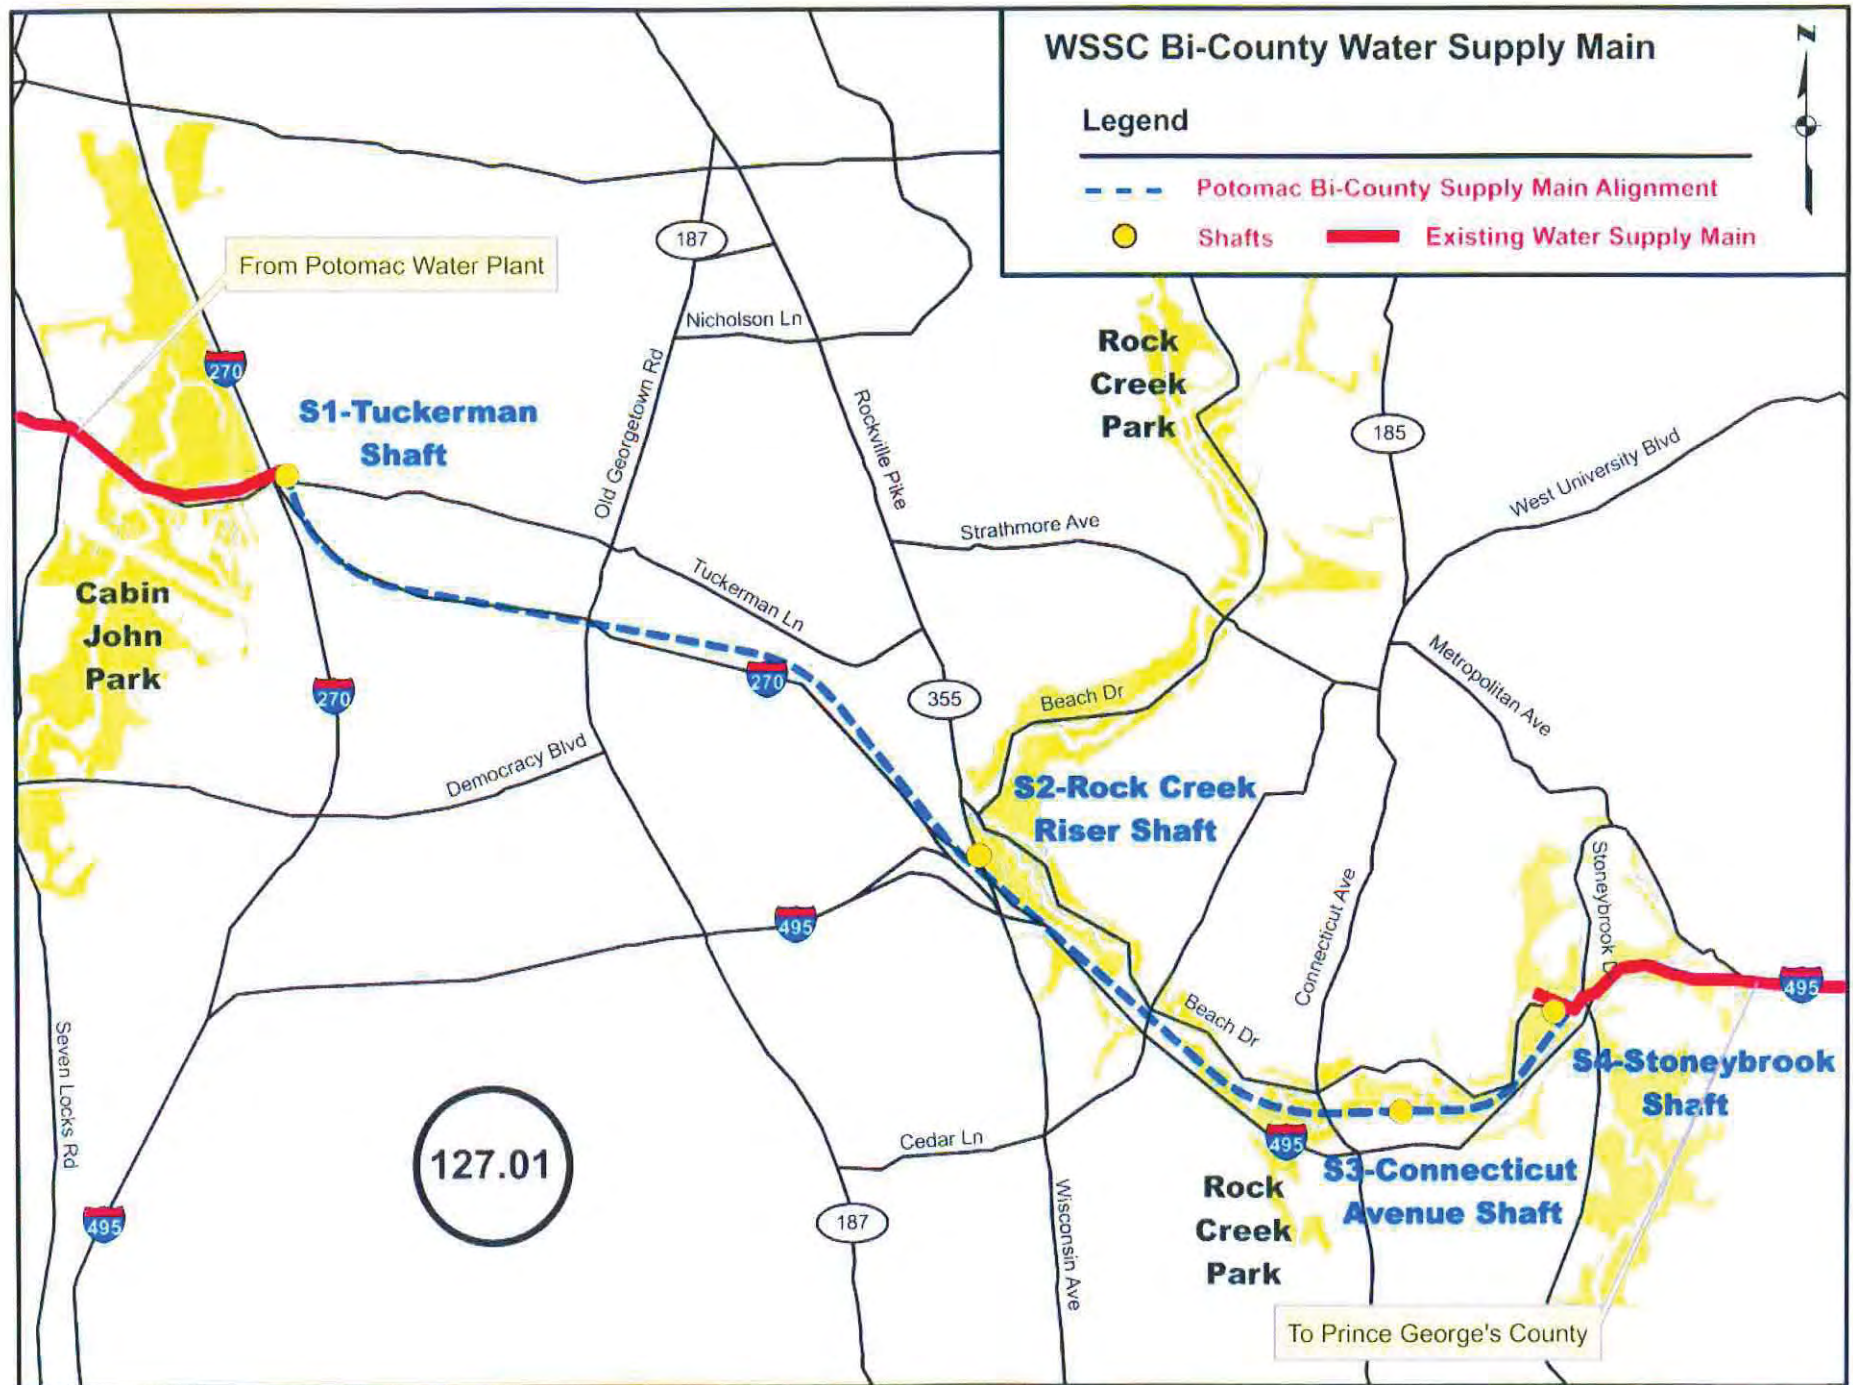 WSSC Bi-County Water Supply Main
N
Legend
Potomac Bi-County Supply Main Alignment
Shafts
Existing Water Supply Main
187
From Potomac Water Plant
Nicholson Ln
Rock
Creek
Park
270
S1-Tuckerman
Shaft
Old Georgetown Rd
Rockville Pike
185
West University Blvd
Strathmore Ave
Tuckerman Ln
Cabin
John
Park
270
270
355
Beach Dr
Metropolitan Ave
Democracy Blvd
S2-Rock Creek
Riser Shaft
Stoneybrook D
Connecticut Ave
495
495
Beach Dr
Seven Locks Rd
S4-Stoneybrook
Shaft
127.01
Cedar Ln
495
S3-Connecticut
Avenue Shaft
Rock
Creek
Park
495
187
Wisconsin Ave
To Prince George's County